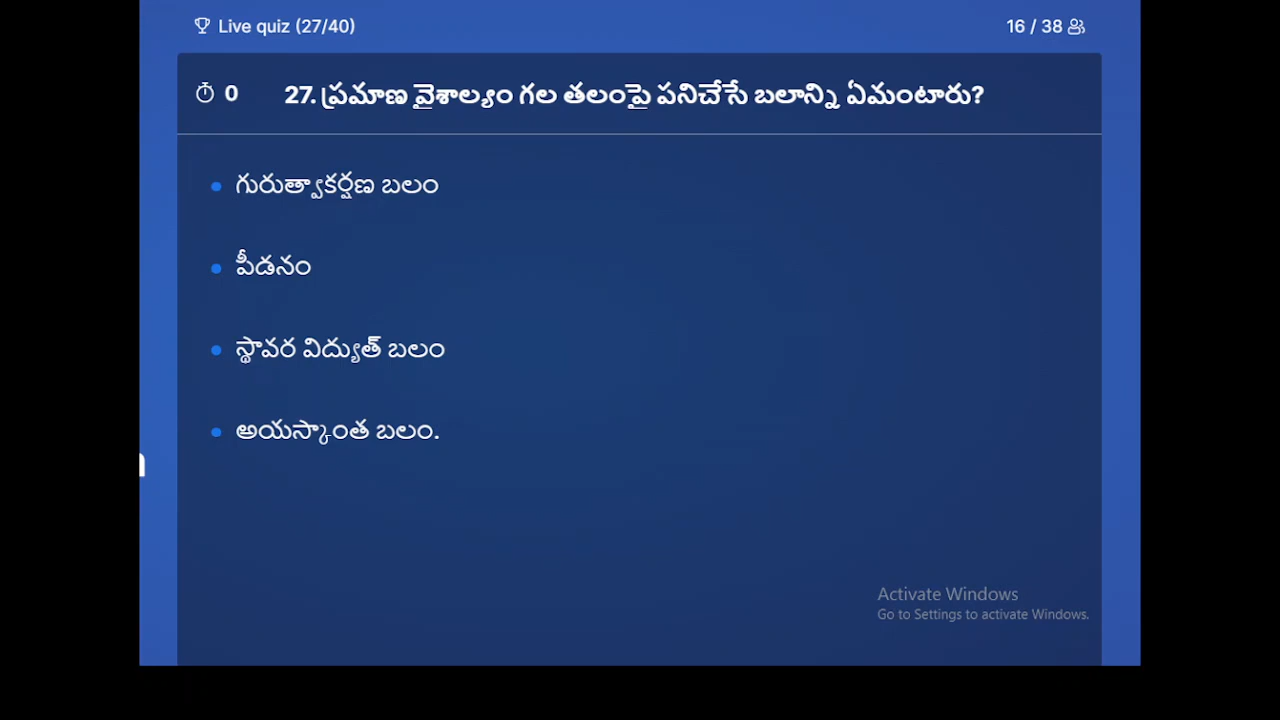 Live quiz (27/40)
16 / 38
0
27. ప్రమాణ వైశాల్యం గల తలంపై పనిచేసే బలాన్ని ఏమంటారు?
గురుత్వాకర్షణ బలం
పీడనం
స్థావర విద్యుత్ బలం
అయస్కాంత బలం.
Activate Windows
Go to Settings to activate Windows.